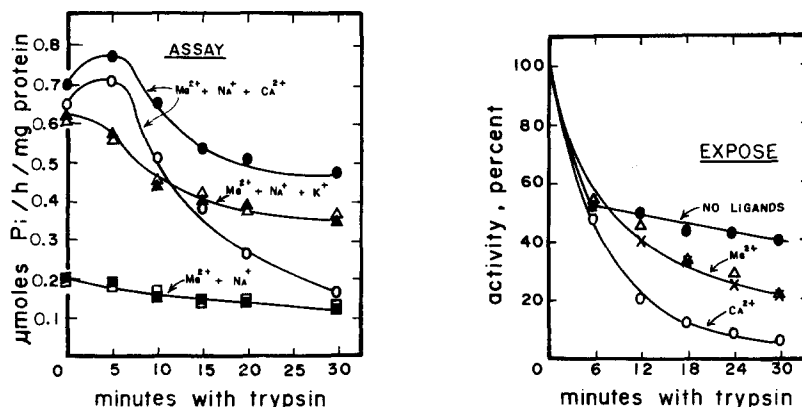 μmoles Pi/h/mg protein
0.8
0.7
0.6
0.5
0.4
0.3
0.2
0.1
ASSAY
Mg²⁺ + NA⁺ + CA²⁺
Mg²⁺ + NA⁺ + K⁺
Mg²⁺ + NA⁺
0 5 10 15 20 25 30
minutes with trypsin
activity, percent
100
80
60
40
20
EXPOSE
NO LIGANDS
Mg²⁺
CA²⁺
0 6 12 18 24 30
minutes with trypsin